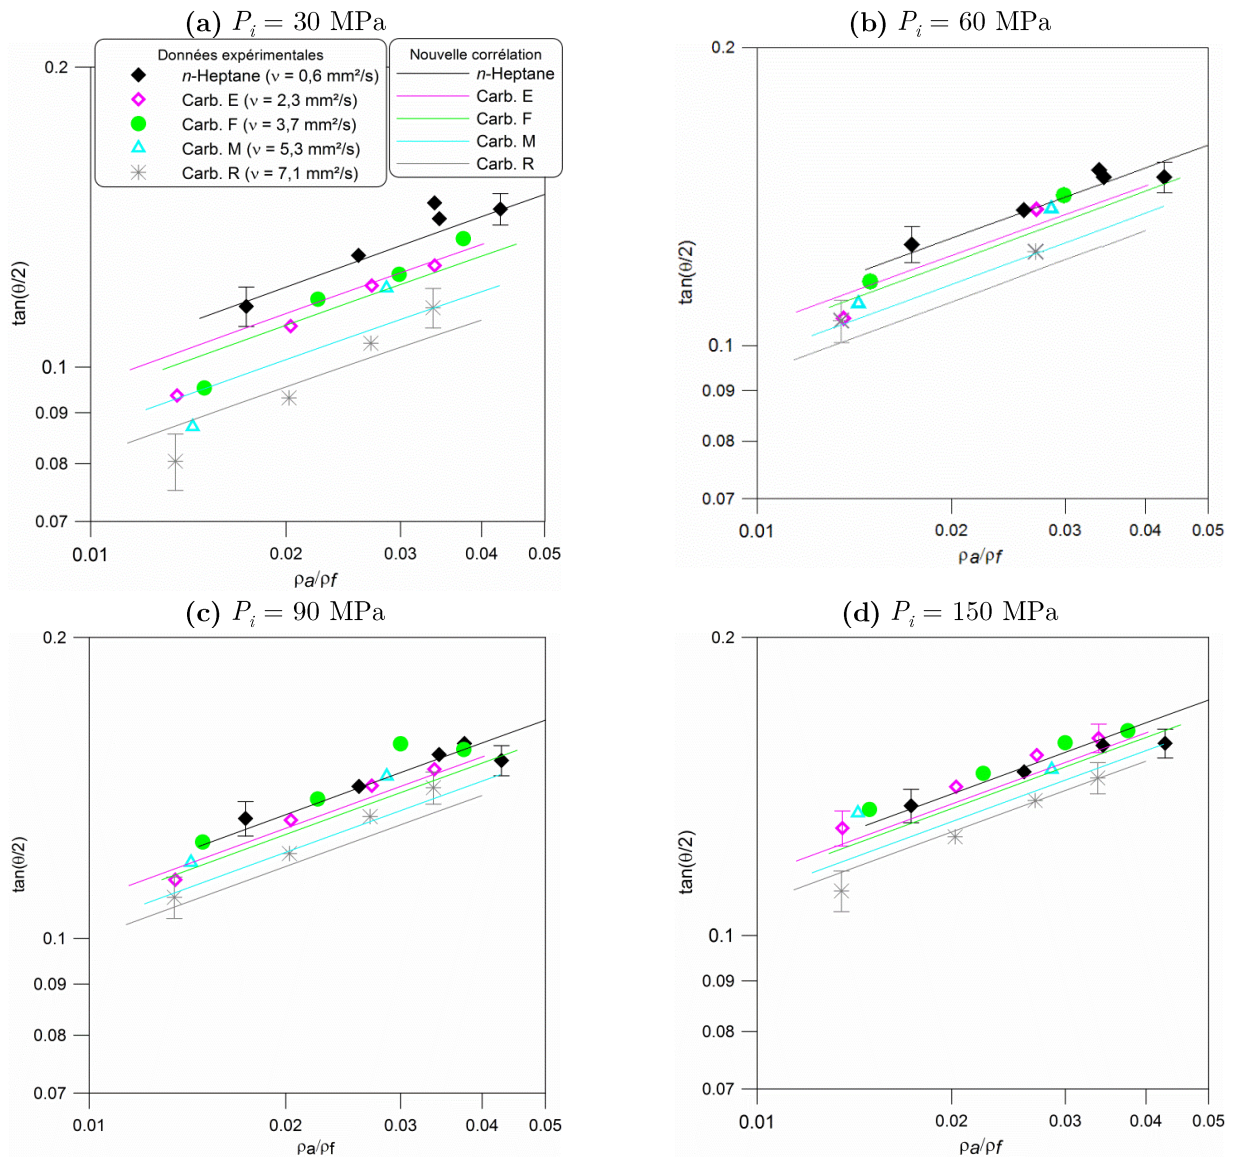 (a) Pi = 30 MPa
Données expérimentales
n-Heptane (ν = 0,6 mm²/s)
Carb. E (ν = 2,3 mm²/s)
Carb. F (ν = 3,7 mm²/s)
Carb. M (ν = 5,3 mm²/s)
Carb. R (ν = 7,1 mm²/s)
Nouvelle corrélation
n-Heptane
Carb. E
Carb. F
Carb. M
Carb. R
0.2
0.1
0.09
0.08
0.07
tan(θ/2)
0.01 0.02 0.03 0.04 0.05
ρa/ρf
(b) Pi = 60 MPa
0.2
0.1
0.09
0.08
0.07
tan(θ/2)
0.01 0.02 0.03 0.04 0.05
ρa/ρf
(c) Pi = 90 MPa
0.2
0.1
0.09
0.08
0.07
tan(θ/2)
0.01 0.02 0.03 0.04 0.05
ρa/ρf
(d) Pi = 150 MPa
0.2
0.1
0.09
0.08
0.07
tan(θ/2)
0.01 0.02 0.03 0.04 0.05
ρa/ρf